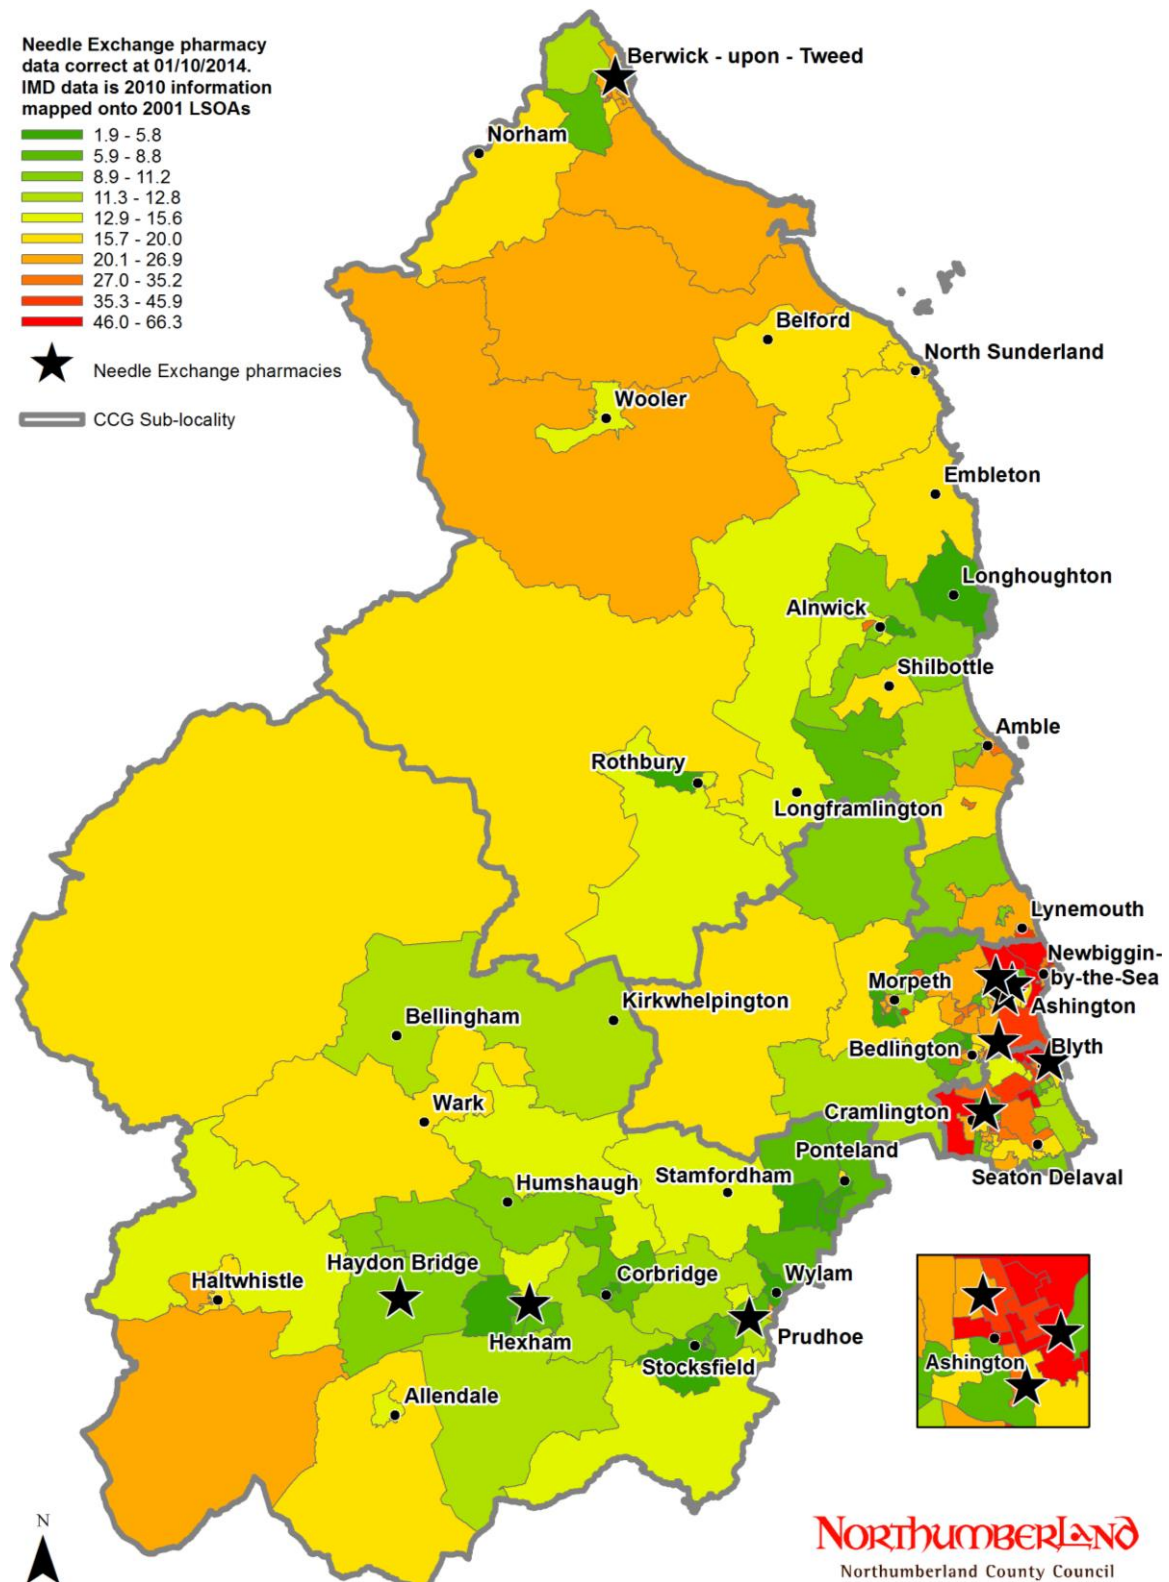 Needle Exchange pharmacy
data correct at 01/10/2014.
IMD data is 2010 information
mapped onto 2001 LSOAs
1.9 - 5.8
5.9 - 8.8
8.9 - 11.2
11.3 - 12.8
12.9 - 15.6
15.7 - 20.0
20.1 - 26.9
27.0 - 35.2
35.3 - 45.9
46.0 - 66.3
Needle Exchange pharmacies
CCG Sub-locality
Berwick - upon - Tweed
Norham
Belford
North Sunderland
Wooler
Embleton
Longhoughton
Alnwick
Shilbottle
Amble
Rothbury
Longframlington
Lynemouth
Newbiggin-
by-the-Sea
Morpeth
Ashington
Kirkwhelpington
Bellingham
Bedlington
Blyth
Wark
Cramlington
Ponteland
Seaton Delaval
Stamfordham
Humshaugh
Haydon Bridge
Corbridge
Wylam
Haltwhistle
Hexham
Prudhoe
Stocksfield
Ashington
Allendale
N
NORTHUMBERLAND
Northumberland County Council